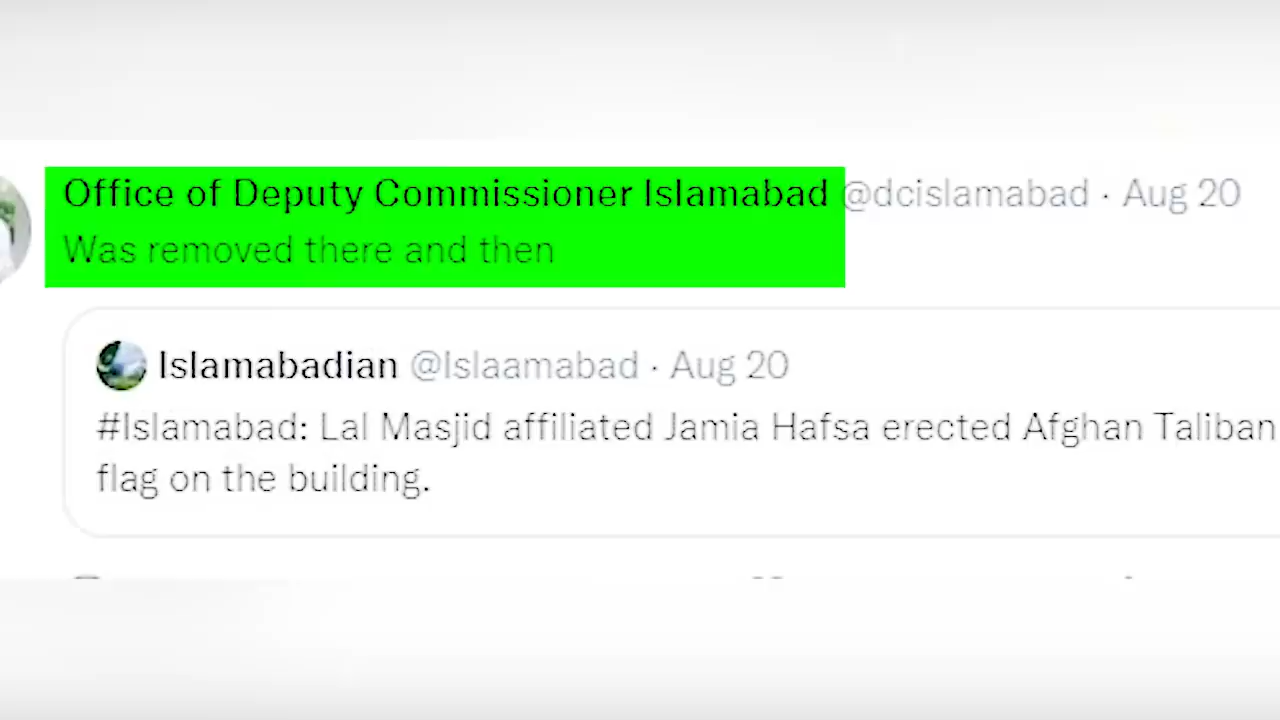 Office of Deputy Commissioner Islamabad @dcislamabad · Aug 20
Was removed there and then
Islamabadian @Islaamabad · Aug 20
#Islamabad: Lal Masjid affiliated Jamia Hafsa erected Afghan Taliban
flag on the building.